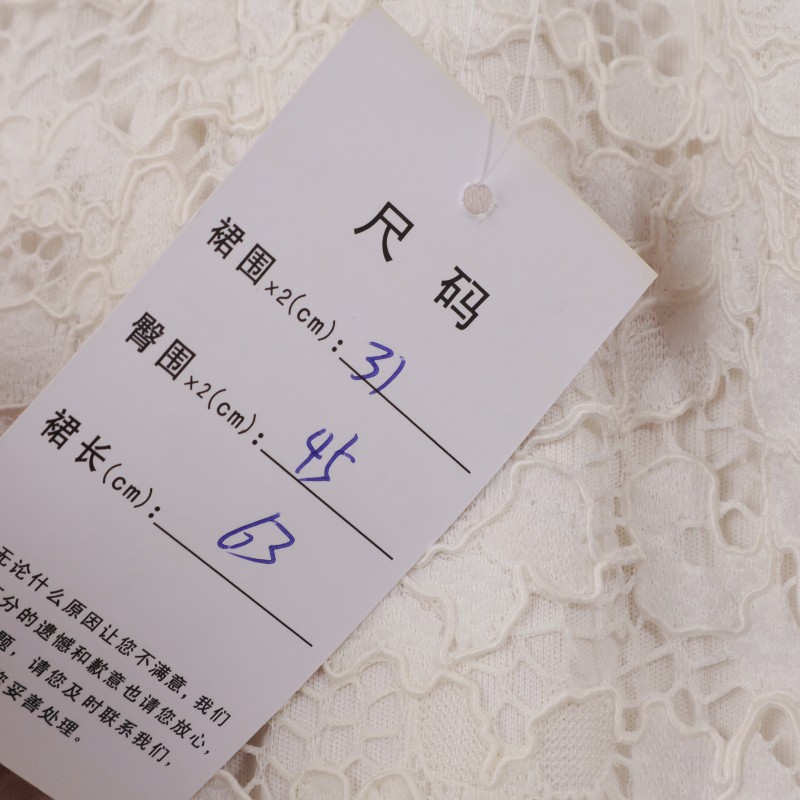 尺码
裙围×2(cm):31
臀围×2(cm):45
裙长(cm):63
无论什么原因让您不满意,我们
分的遗憾和歉意也请您放心,
题,请您及时联系我们,
妥善处理。